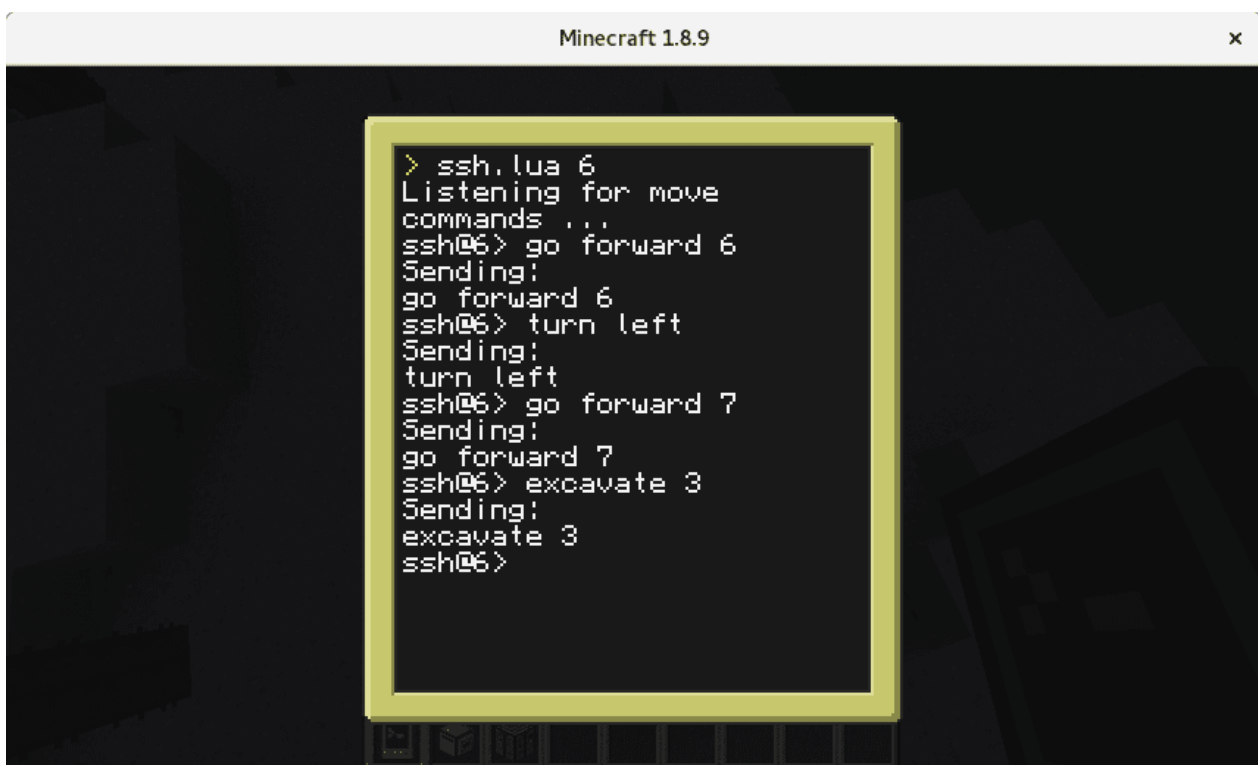 Minecraft 1.8.9
> ssh.lua 6
Listening for move
commands ...
ssh@6> go forward 6
Sending:
go forward 6
ssh@6> turn left
Sending:
turn left
ssh@6> go forward 7
Sending:
go forward 7
ssh@6> excavate 3
Sending:
excavate 3
ssh@6>